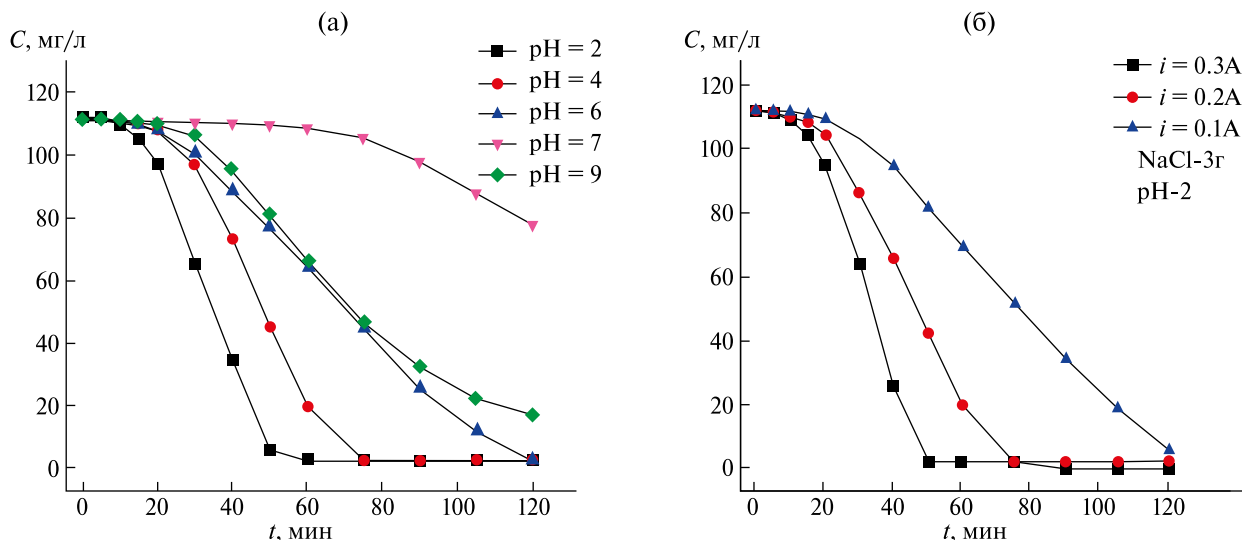 (а)
C, мг/л
pH = 2
pH = 4
pH = 6
pH = 7
pH = 9
120
100
80
60
40
20
0
0 20 40 60 80 100 120
t, мин
(б)
C, мг/л
i = 0.3A
i = 0.2A
i = 0.1A
NaCl-3г
pH-2
120
100
80
60
40
20
0
0 20 40 60 80 100 120
t, мин